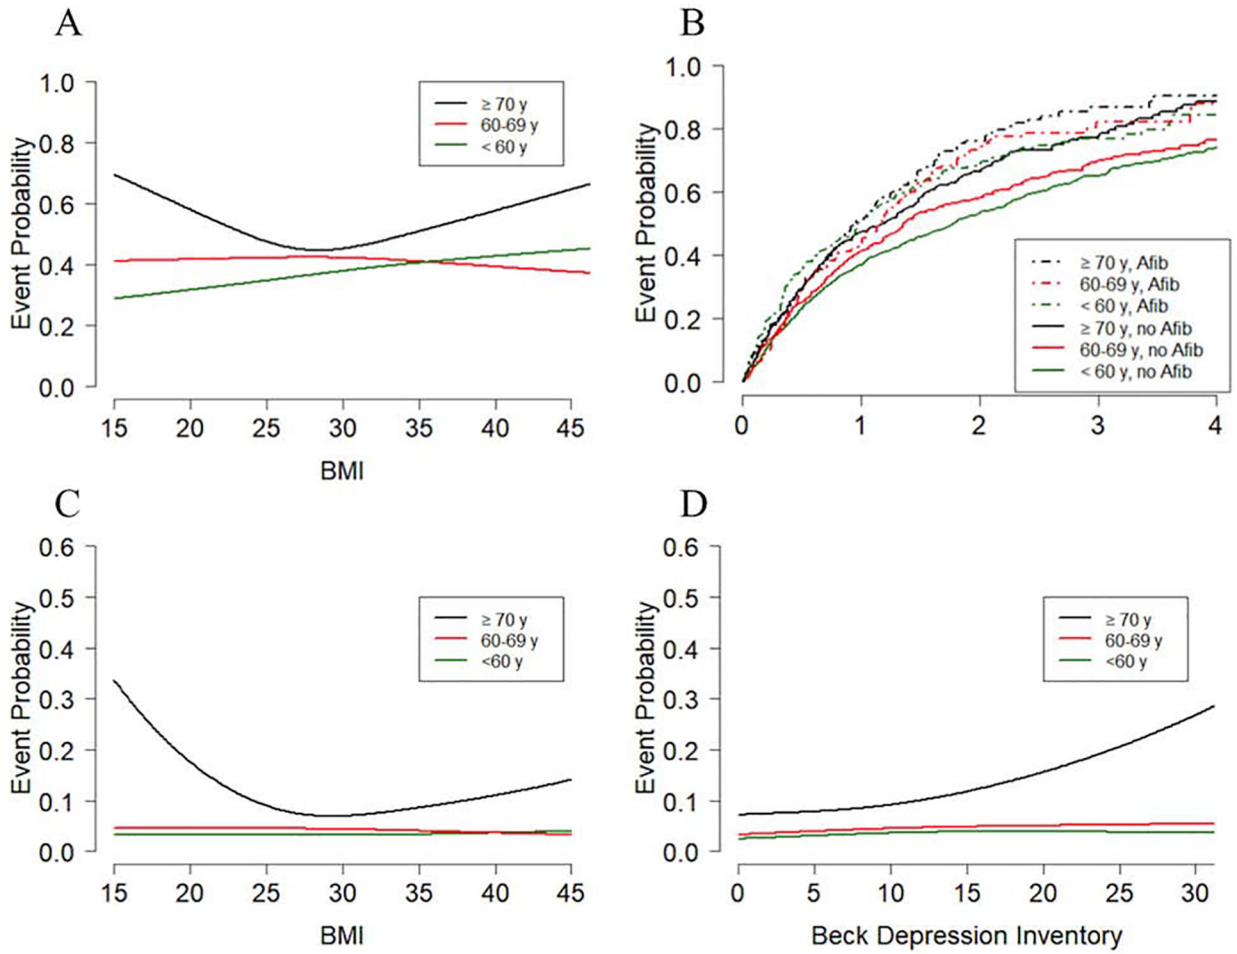 A
Event Probability
1.0
0.8
0.6
0.4
0.2
0.0
≥ 70 y
60-69 y
< 60 y
15 20 25 30 35 40 45
BMI
B
Event Probability
1.0
0.8
0.6
0.4
0.2
0.0
≥ 70 y, Afib
60-69 y, Afib
< 60 y, Afib
≥ 70 y, no Afib
60-69 y, no Afib
< 60 y, no Afib
0 1 2 3 4
C
Event Probability
0.6
0.5
0.4
0.3
0.2
0.1
0.0
≥ 70 y
60-69 y
<60 y
15 20 25 30 35 40 45
BMI
D
Event Probability
0.6
0.5
0.4
0.3
0.2
0.1
0.0
≥ 70 y
60-69 y
<60 y
0 5 10 15 20 25 30
Beck Depression Inventory